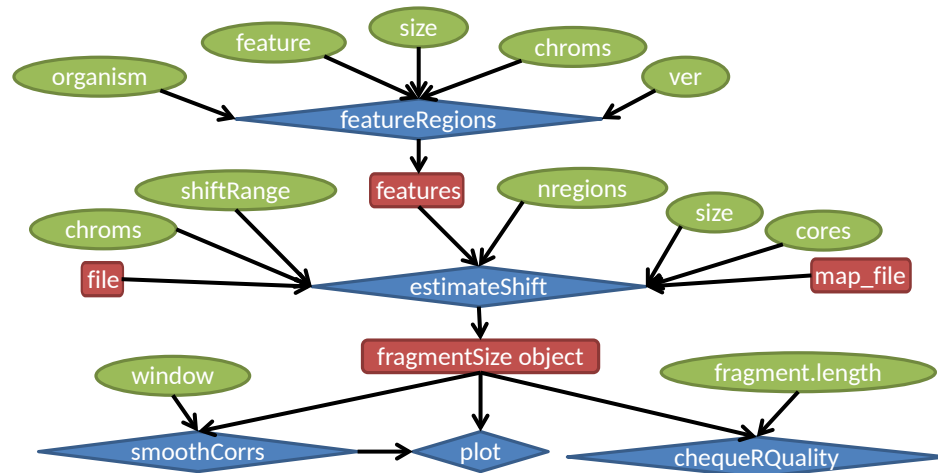 size
feature
chroms
organism
ver
featureRegions
shiftRange
features
nregions
size
chroms
cores
file
map_file
estimateShift
fragmentSize object
window
fragment.length
smoothCorrs
plot
chequeRQuality